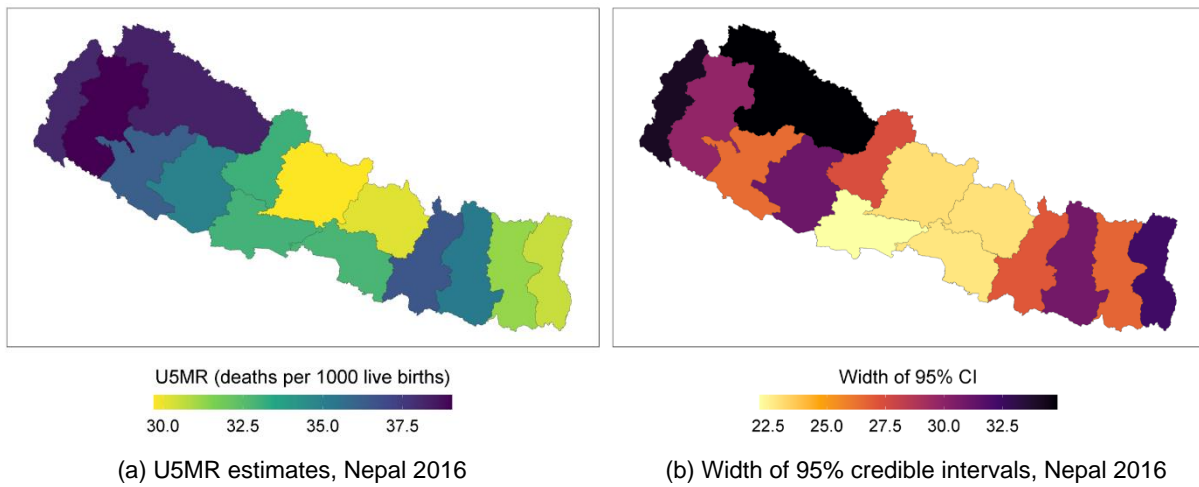 U5MR (deaths per 1000 live births)
30.0 32.5 35.0 37.5
(a) U5MR estimates, Nepal 2016
Width of 95% CI
22.5 25.0 27.5 30.0 32.5
(b) Width of 95% credible intervals, Nepal 2016